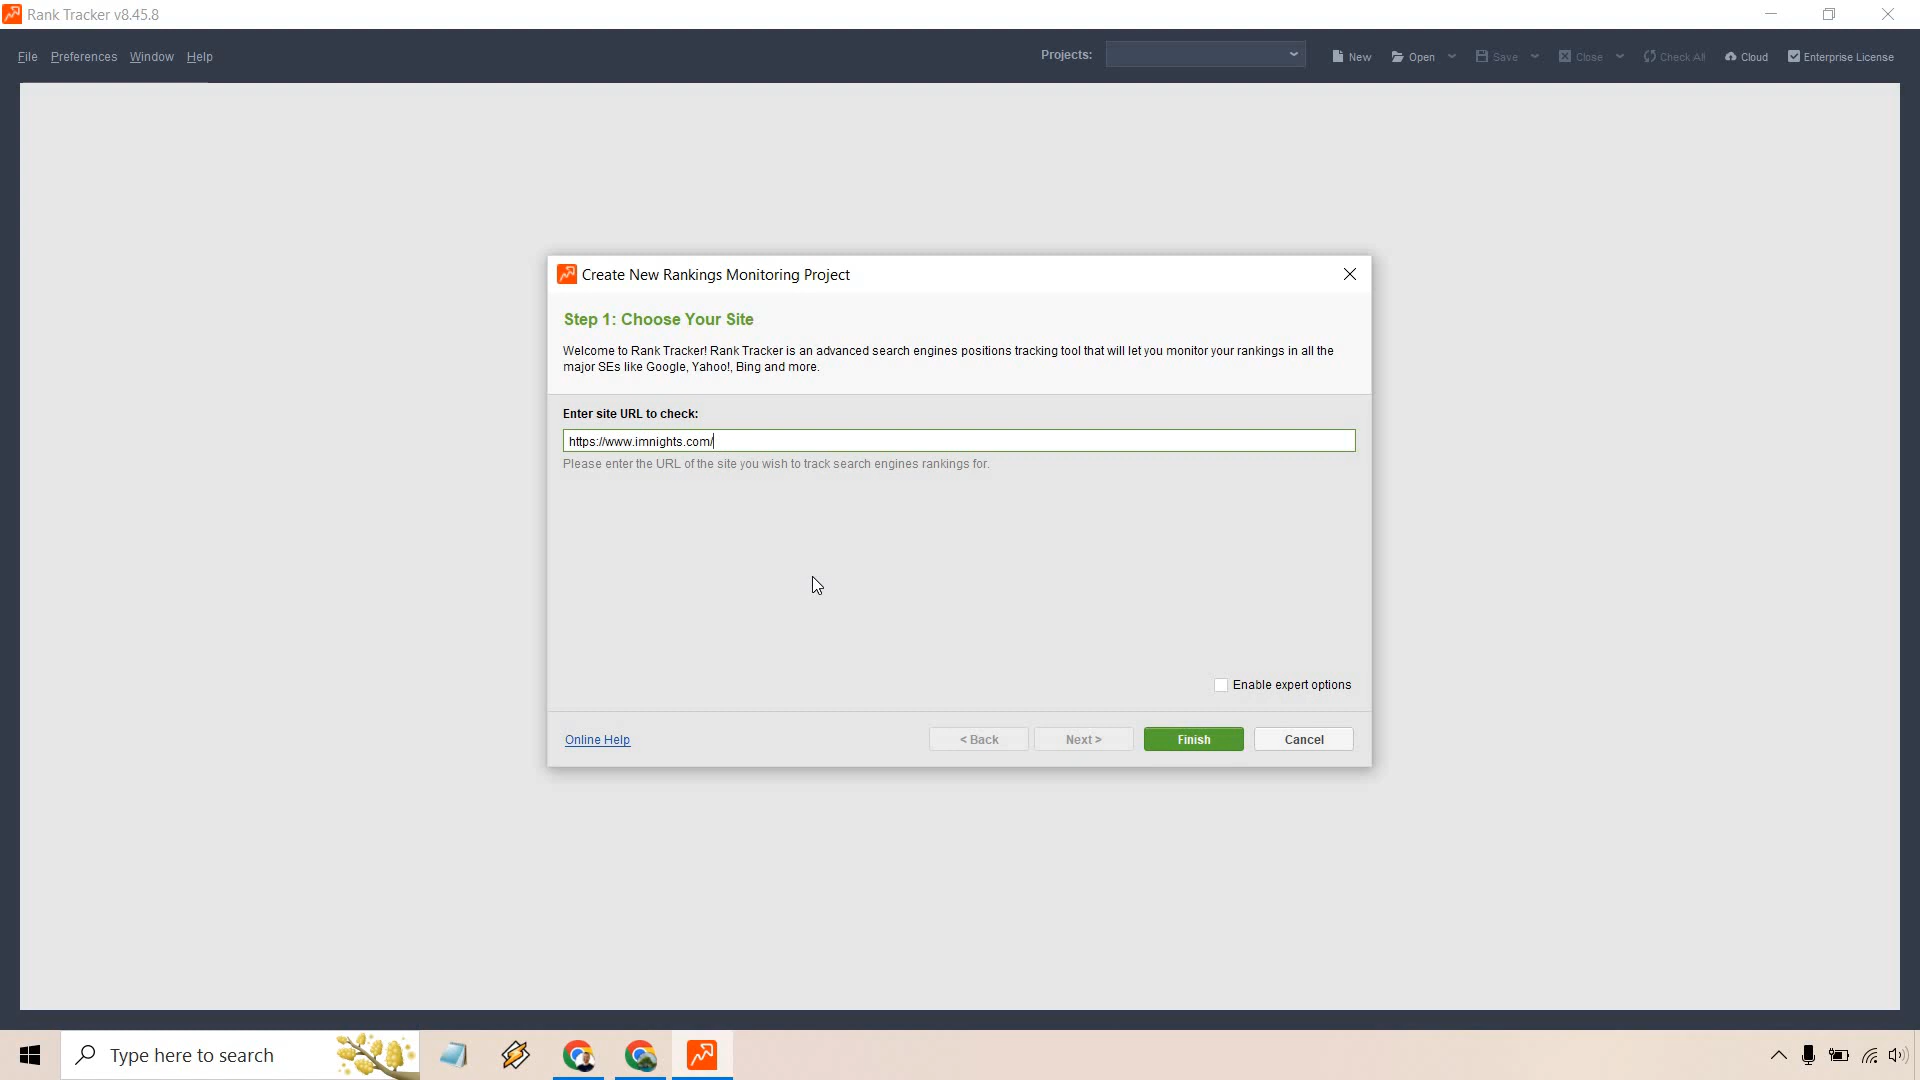 Rank Tracker v8.45.8
File Preferences Window Help Projects: New Open Save Close Check All Cloud Enterprise License
Create New Rankings Monitoring Project
Step 1: Choose Your Site
Welcome to Rank Tracker! Rank Tracker is an advanced search engines positions tracking tool that will let you monitor your rankings in all the
major SEs like Google, Yahoo!, Bing and more.
Enter site URL to check:
https://www.imnights.com/
Please enter the URL of the site you wish to track search engines rankings for.
Enable expert options
Online Help < Back Next > Finish Cancel
Type here to search